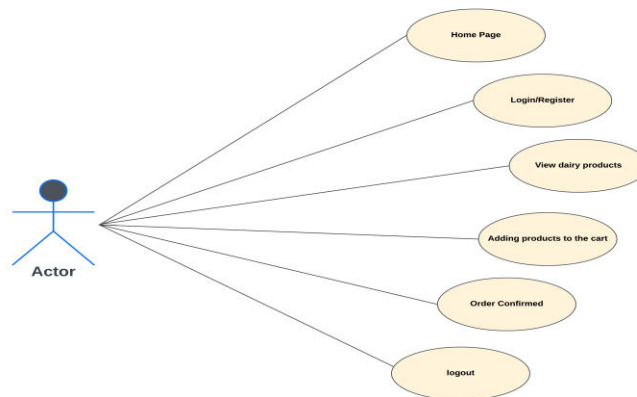 Home Page
Login/Register
View dairy products
Adding products to the cart
Actor
Order Confirmed
logout